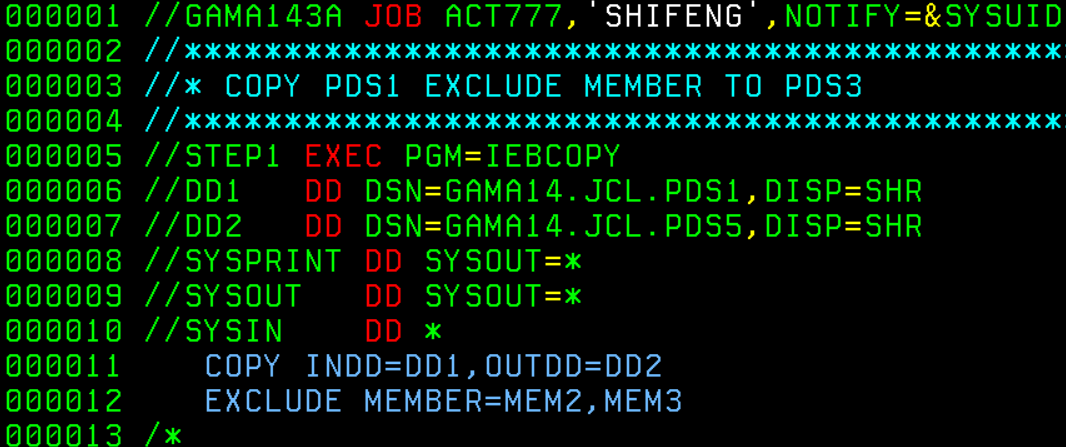 000001 //GAMA143A JOB ACT777,'SHIFENG',NOTIFY=&SYSUID
000002 //********************************************
000003 //* COPY PDS1 EXCLUDE MEMBER TO PDS3
000004 //********************************************
000005 //STEP1 EXEC PGM=IEBCOPY
000006 //DD1   DD DSN=GAMA14.JCL.PDS1,DISP=SHR
000007 //DD2   DD DSN=GAMA14.JCL.PDS5,DISP=SHR
000008 //SYSPRINT DD SYSOUT=*
000009 //SYSOUT   DD SYSOUT=*
000010 //SYSIN    DD *
000011    COPY INDD=DD1,OUTDD=DD2
000012    EXCLUDE MEMBER=MEM2,MEM3
000013 /*